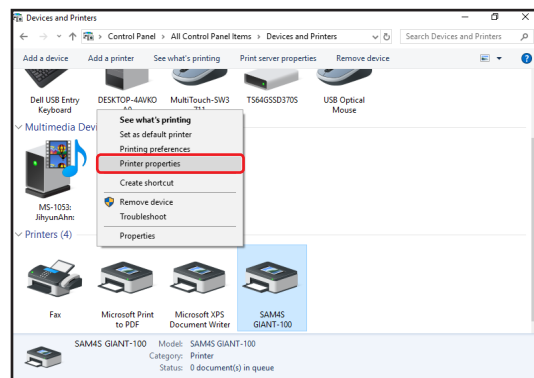 Devices and Printers
Control Panel > All Control Panel Items > Devices and Printers
Search Devices and Printers
Add a device Add a printer See what's printing Print server properties Remove device
Dell USB Entry Keyboard
DESKTOP-4AVKO
MultiTouch-SW3
TS64GSSD370S
USB Optical Mouse
Multimedia Devi
See what's printing
Set as default printer
Printing preferences
Printer properties
Create shortcut
Remove device
Troubleshoot
Properties
MS-1053:
JihyunAhn:
Printers (4)
Fax
Microsoft Print
to PDF
Microsoft XPS
Document Writer
SAM4S
GIANT-100
SAM4S GIANT-100 Model: SAM4S GIANT-100
Category: Printer
Status: 0 document(s) in queue